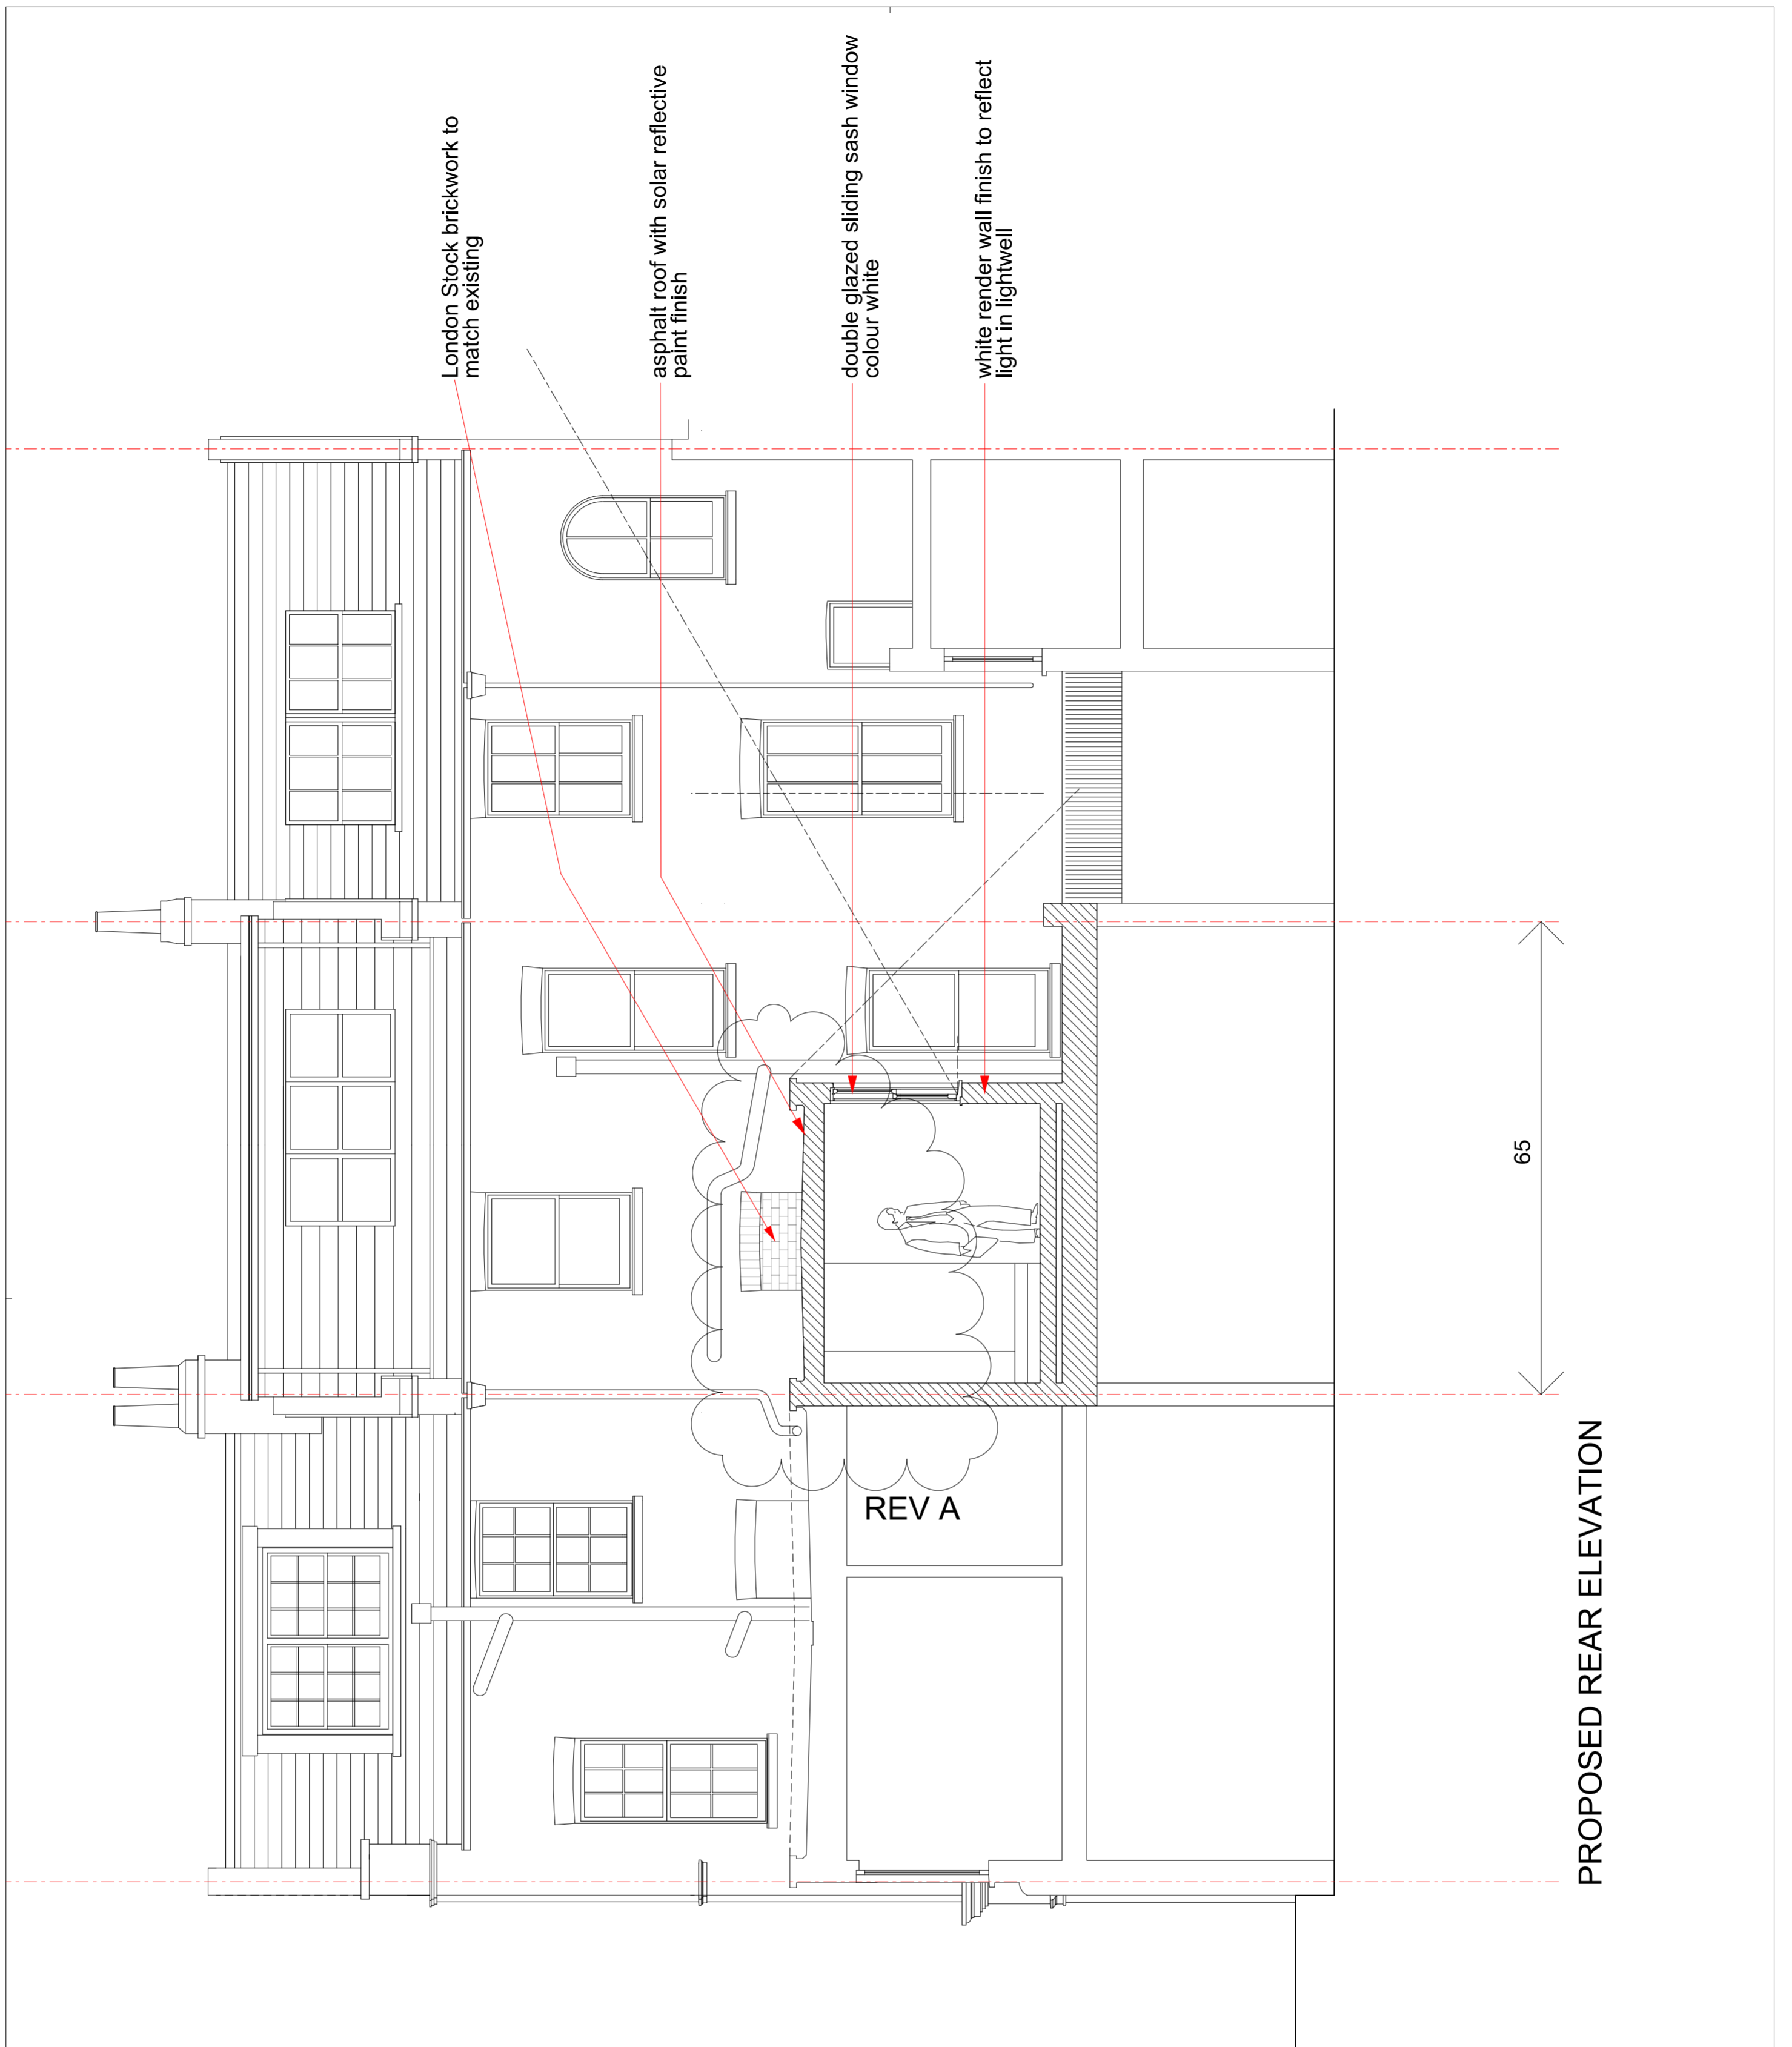 London Stock brickwork to
match existing
asphalt roof with solar reflective
paint finish
double glazed sliding sash window
colour white
white render wall finish to reflect
light in lightwell
REV A
65
PROPOSED REAR ELEVATION